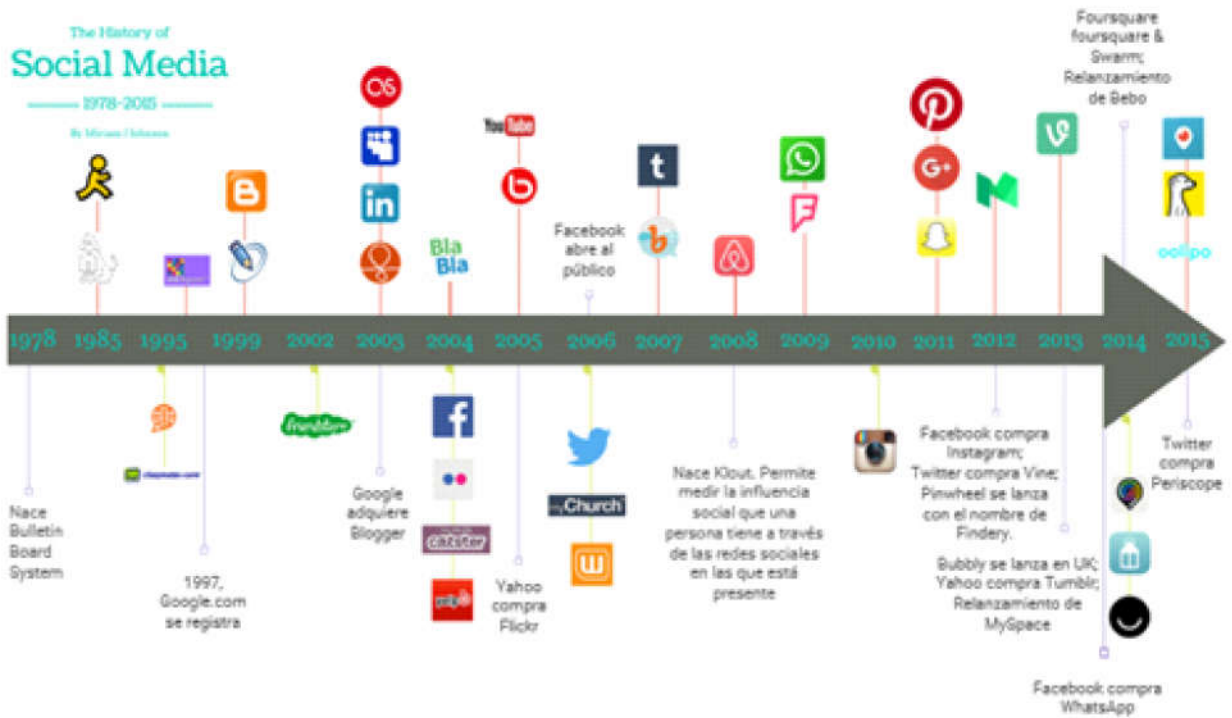 The History of
Social Media
1978-2015
Foursquare
foursquare &
Swarm;
Relanzamiento
de Bebo
You Tube
Facebook
abre al
público
Bla
Bla
oolipo
1978 1985 1995 1999 2002 2003 2004 2005 2006 2007 2008 2009 2010 2011 2012 2013 2014 2015
friendster
Nace
Bulletin
Board
System
1997,
Google.com
se registra
Google
adquiere
Blogger
catster
yelp
Yahoo
compra
Flickr
myChurch
Nace Klout. Permite
medir la influencia
social que una
persona tiene a través
de las redes sociales
en las que está
presente
Facebook compra
Instagram;
Twitter compra Vine;
Pinwheel se lanza
con el nombre de
Findery.
Bubbly se lanza en UK;
Yahoo compra Tumblr;
Relanzamiento de
MySpace
Twitter
compra
Periscope
Facebook compra
WhatsApp